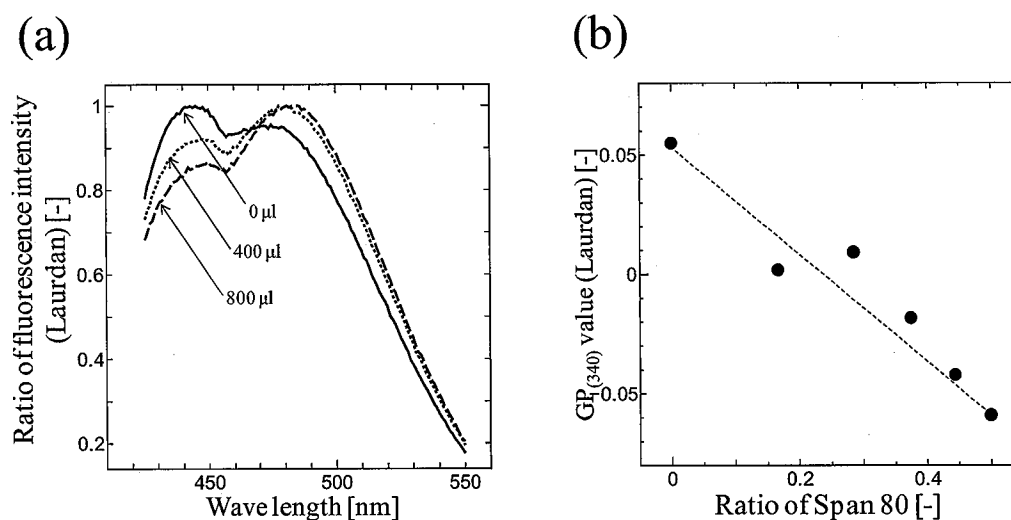 (a)
Ratio of fluorescence intensity
(Laurdan) [-]
1
0.8
0.6
0.4
0.2
0 μl
400 μl
800 μl
450
500
550
Wave length [nm]
(b)
GP(340) value (Laurdan) [-]
0.05
0
-0.05
0
0.2
0.4
Ratio of Span 80 [-]